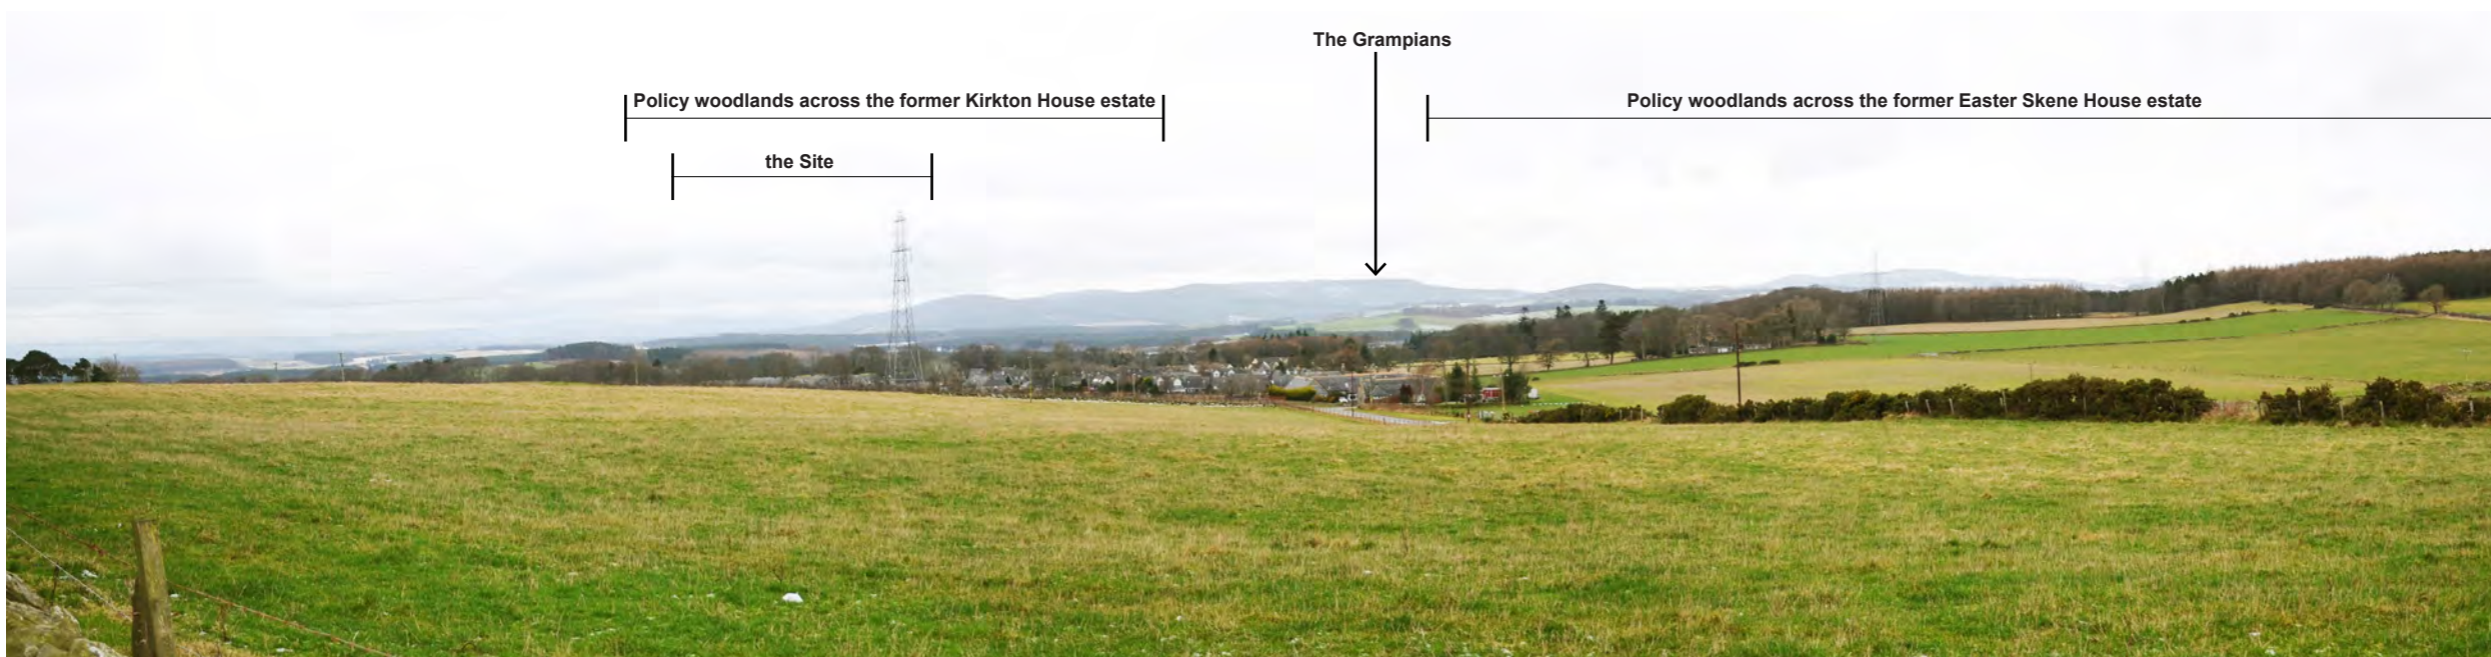 The Grampians
Policy woodlands across the former Kirkton House estate
Policy woodlands across the former Easter Skene House estate
the Site